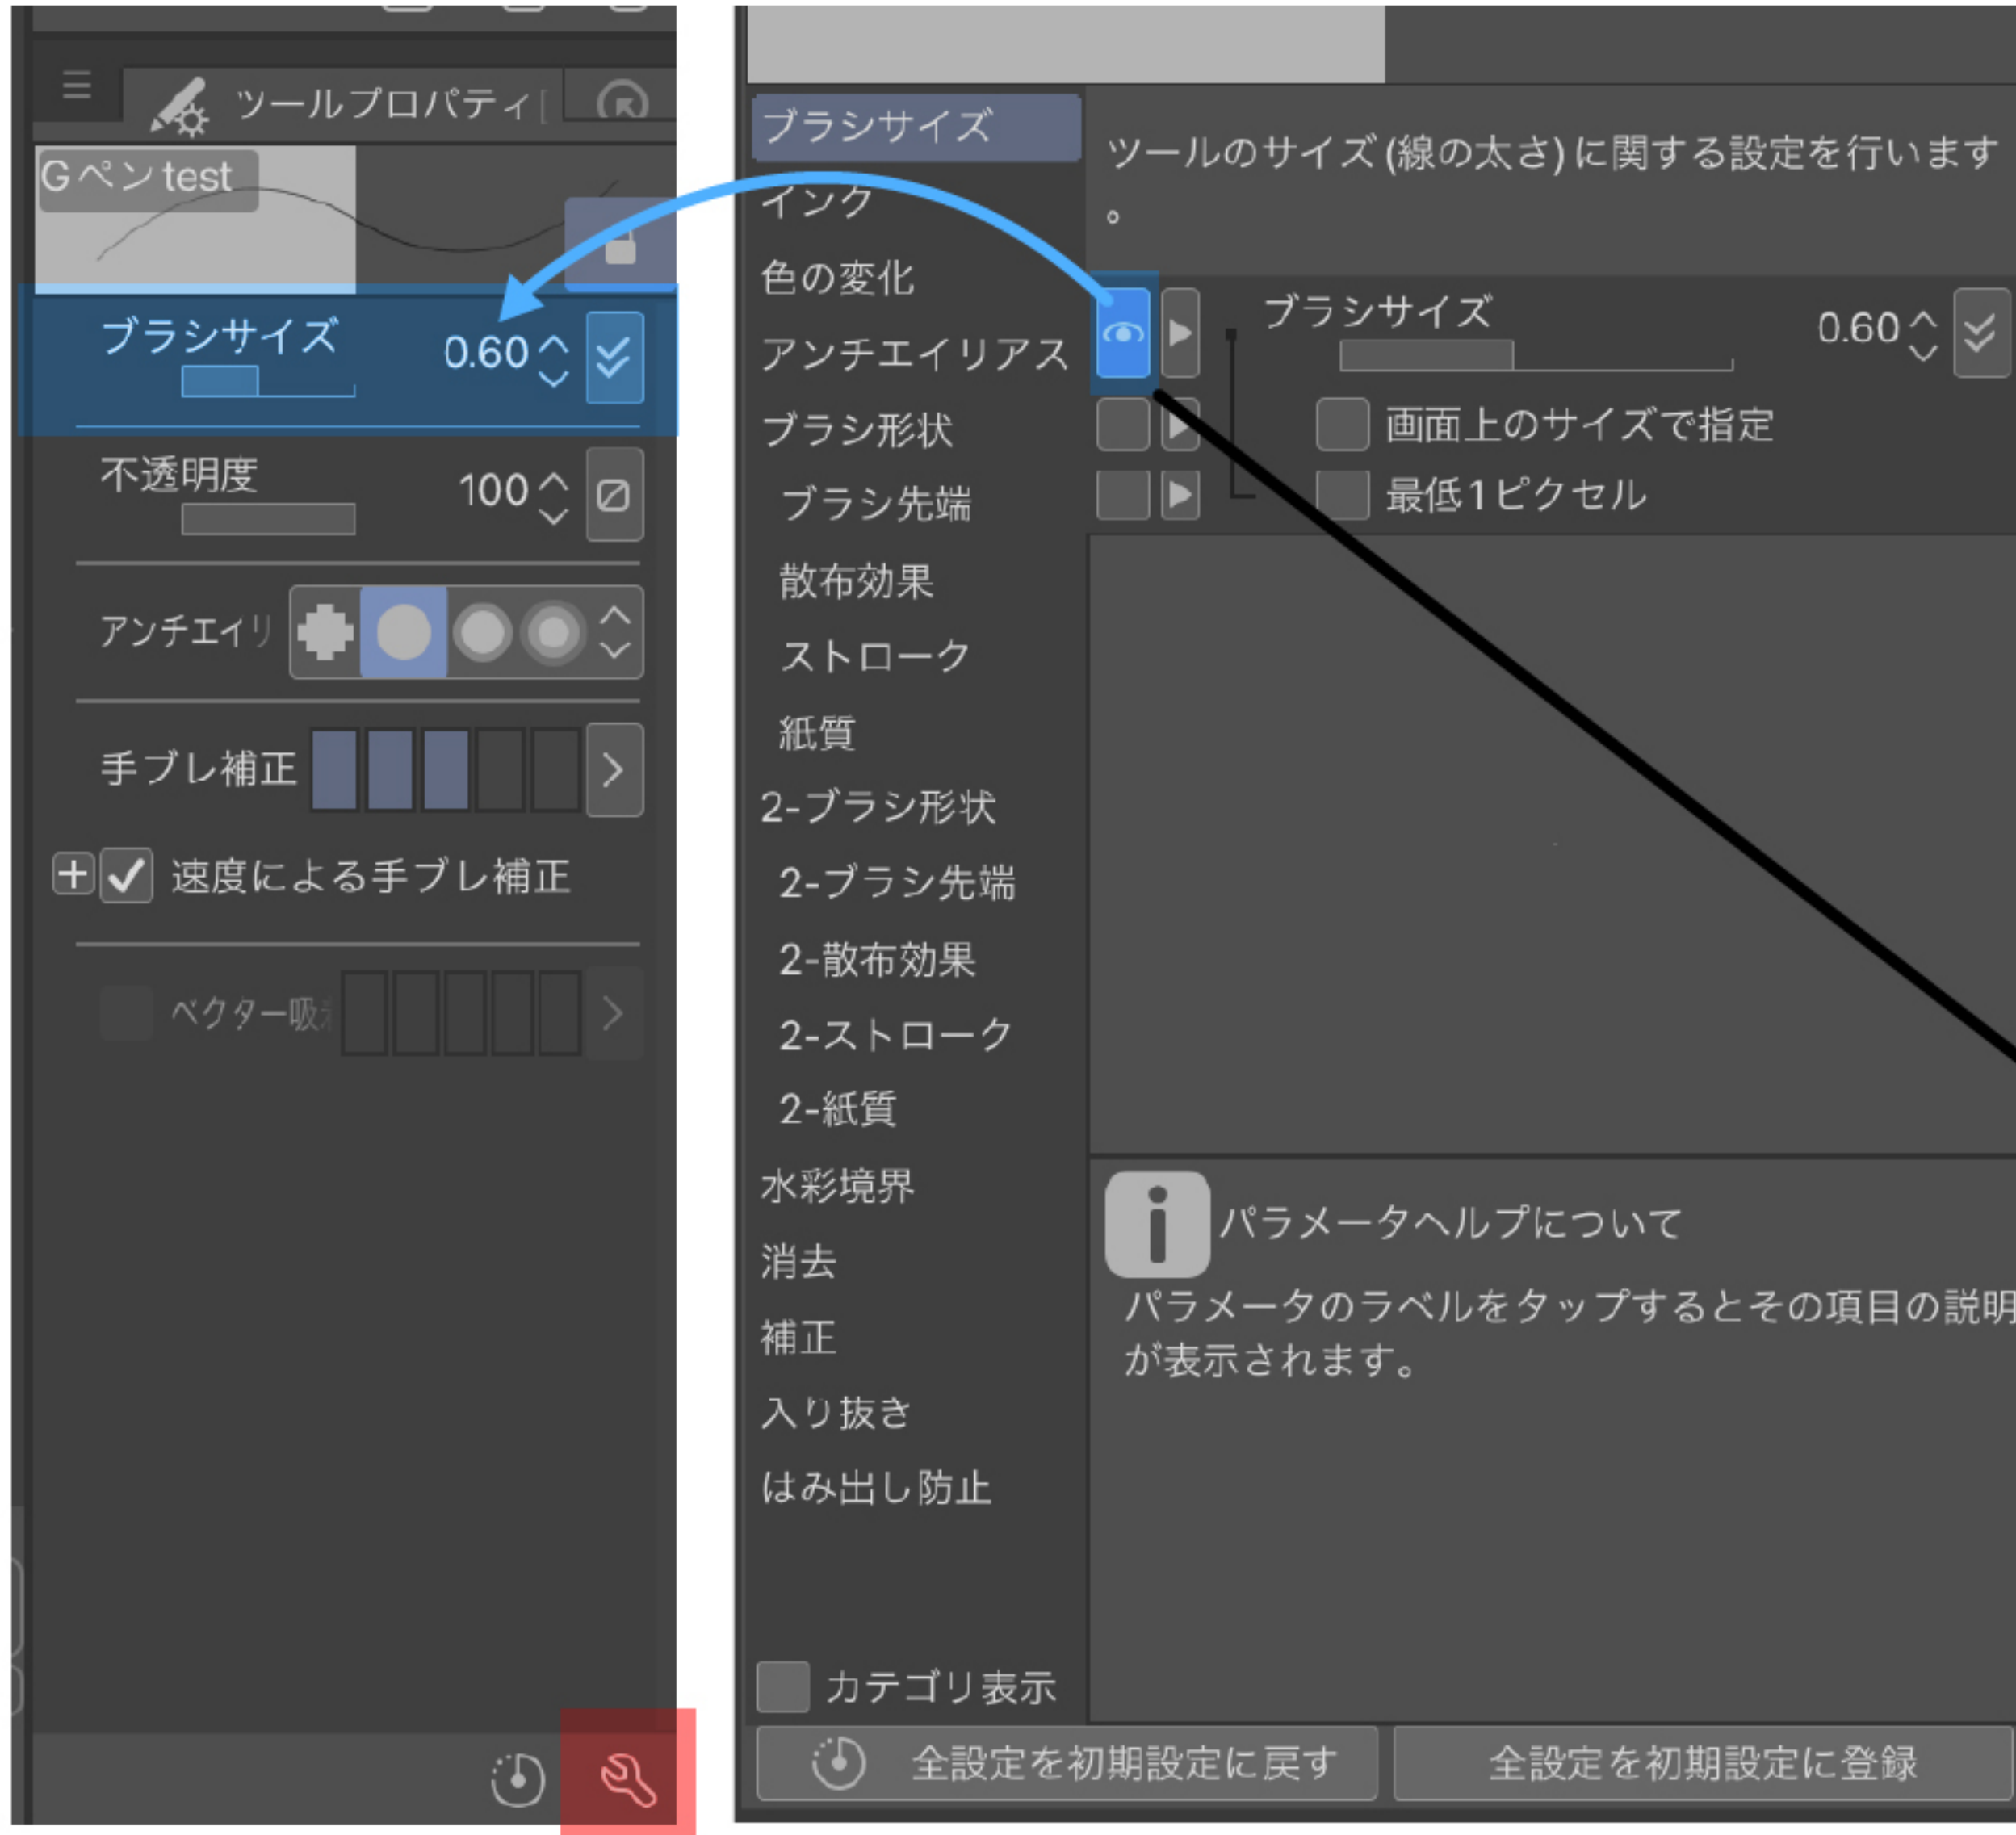 ツールプロパティ[
Gペン test
ブラシサイズ 0.60
不透明度 100
アンチエイリ
手ブレ補正
速度による手ブレ補正
ベクター吸
ブラシサイズ
インク
色の変化
アンチエイリアス
ブラシ形状
ブラシ先端
散布効果
ストローク
紙質
2-ブラシ形状
2-ブラシ先端
2-散布効果
2-ストローク
2-紙質
水彩境界
消去
補正
入り抜き
はみ出し防止
カテゴリ表示
ツールのサイズ(線の太さ)に関する設定を行います
。
ブラシサイズ 0.60
画面上のサイズで指定
最低1ピクセル
パラメータヘルプについて
パラメータのラベルをタップするとその項目の説明
が表示されます。
全設定を初期設定に戻す
全設定を初期設定に登録